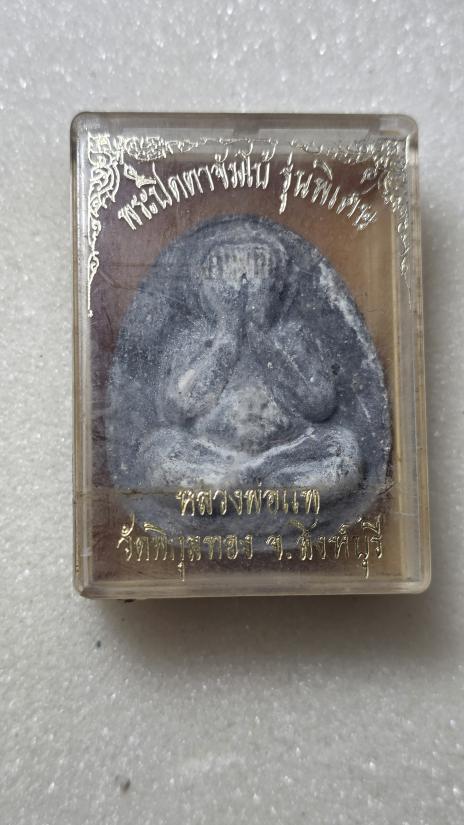 พระปิดตาจัมโบ้ รุ่นพิเศษ
หลวงพ่อแพ
วัดพิกุลทอง จ. สิงห์บุรี